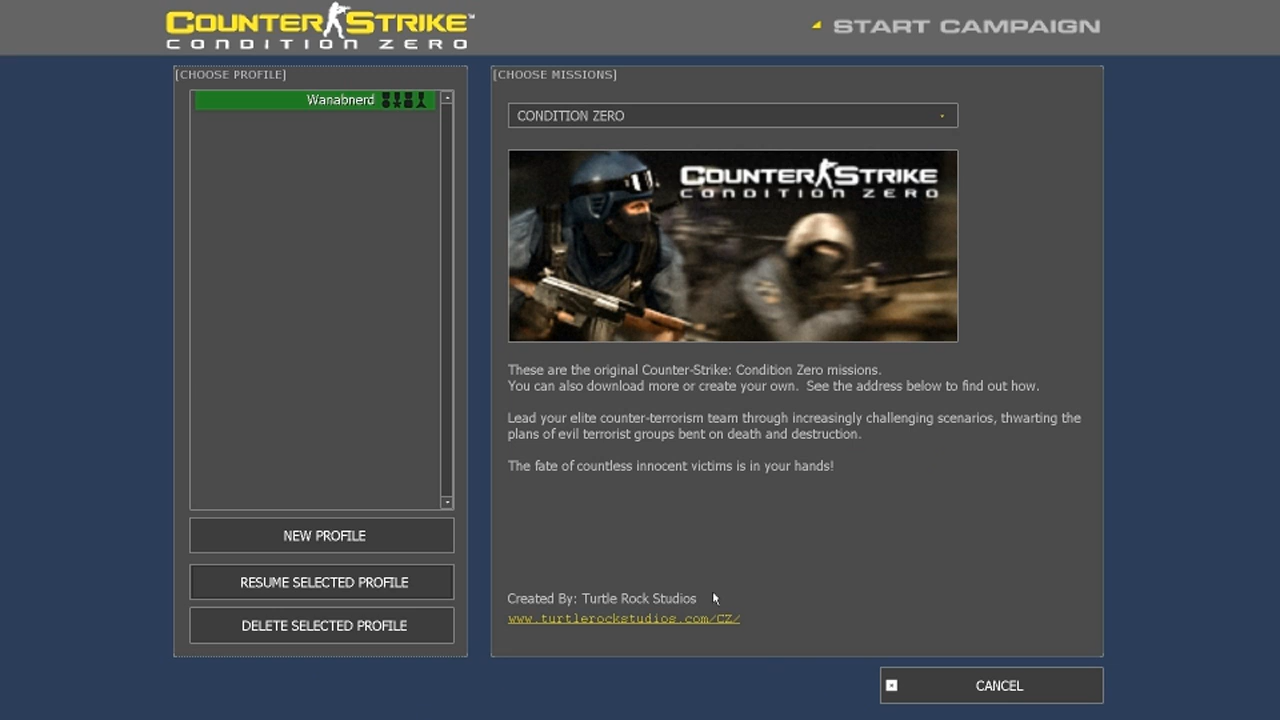 COUNTER STRIKE™
CONDITION ZERO
START CAMPAIGN
[CHOOSE PROFILE]
Wanabnerd
NEW PROFILE
RESUME SELECTED PROFILE
DELETE SELECTED PROFILE
[CHOOSE MISSIONS]
CONDITION ZERO
COUNTER STRIKE
CONDITION ZERO
These are the original Counter-Strike: Condition Zero missions.
You can also download more or create your own.  See the address below to find out how.
Lead your elite counter-terrorism team through increasingly challenging scenarios, thwarting the
plans of evil terrorist groups bent on death and destruction.
The fate of countless innocent victims is in your hands!
Created By: Turtle Rock Studios
www.turtlerockstudios.com/CZ/
CANCEL